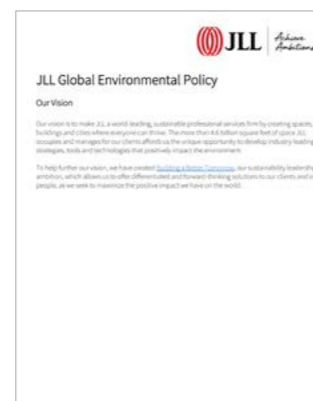 JLL Achieve Ambitions
JLL Global Environmental Policy
Our Vision
Our vision is to make JLL a world-leading, sustainable professional services firm by creating spaces,
buildings and cities where everyone can thrive. The more than 4.6 billion square feet of space JLL
occupies and manages for our clients affords us the unique opportunity to develop industry-leading
strategies, tools and technologies that positively impact the environment.
To help further our vision, we have created Building a Better Tomorrow, our sustainability leadership
ambition, which allows us to offer differentiated and forward-thinking solutions to our clients and
people, as we seek to maximize the positive impact we have on the world.